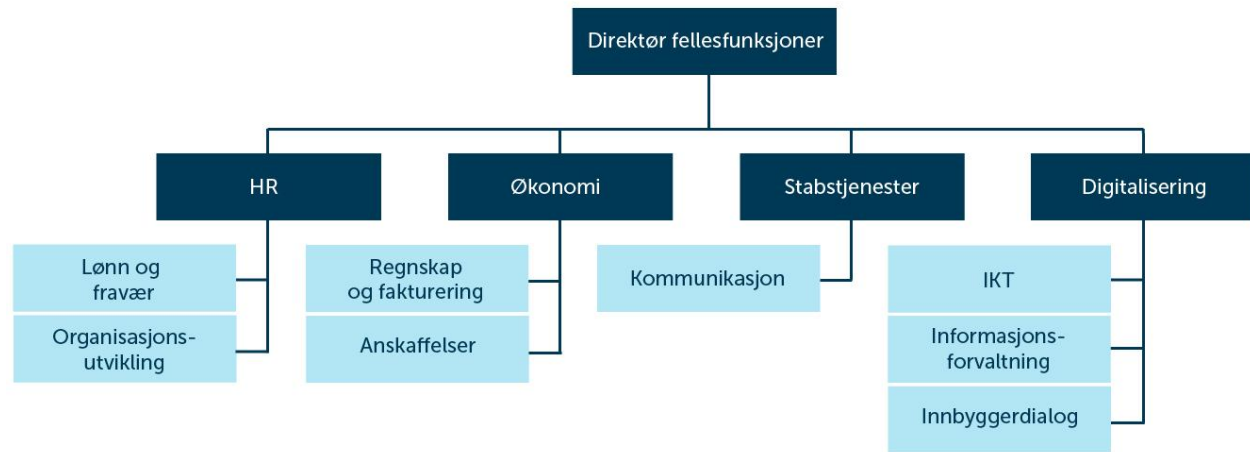 Direktør fellesfunksjoner
HR
Økonomi
Stabstjenester
Digitalisering
Lønn og
fravær
Organisasjons-
utvikling
Regnskap
og fakturering
Anskaffelser
Kommunikasjon
IKT
Informasjons-
forvaltning
Innbyggerdialog